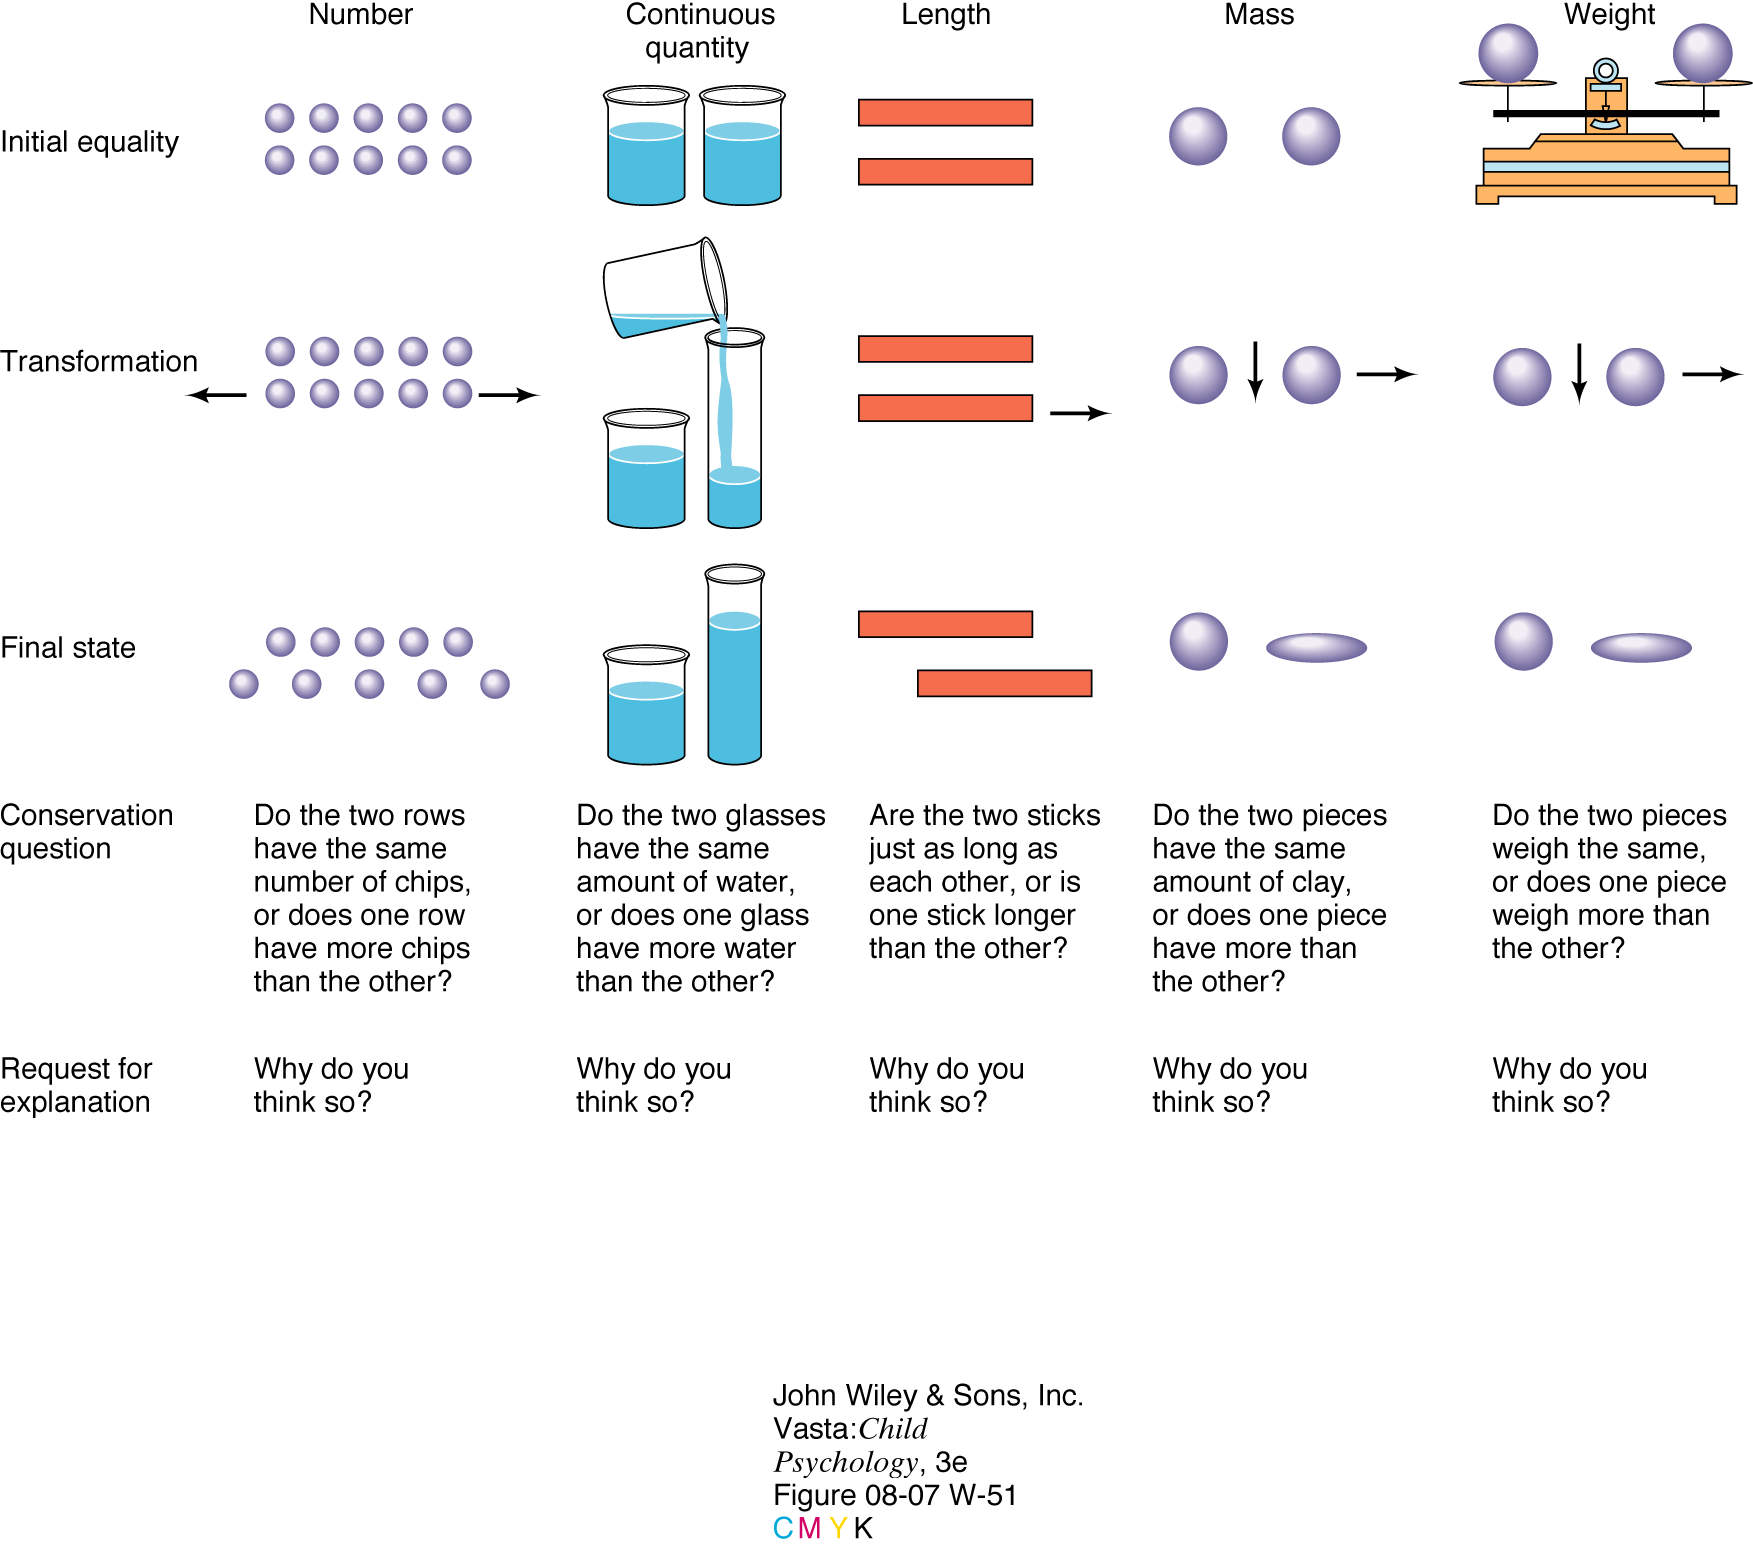 Number
Continuous
quantity
Length
Mass
Weight
Initial equality
Transformation
Final state
Conservation
question
Do the two rows
have the same
number of chips,
or does one row
have more chips
than the other?
Do the two glasses
have the same
amount of water,
or does one glass
have more water
than the other?
Are the two sticks
just as long as
each other, or is
one stick longer
than the other?
Do the two pieces
have the same
amount of clay,
or does one piece
have more than
the other?
Do the two pieces
weigh the same,
or does one piece
weigh more than
the other?
Request for
explanation
Why do you
think so?
Why do you
think so?
Why do you
think so?
Why do you
think so?
Why do you
think so?
John Wiley & Sons, Inc.
Vasta:Child
Psychology, 3e
Figure 08-07 W-51
CMYK